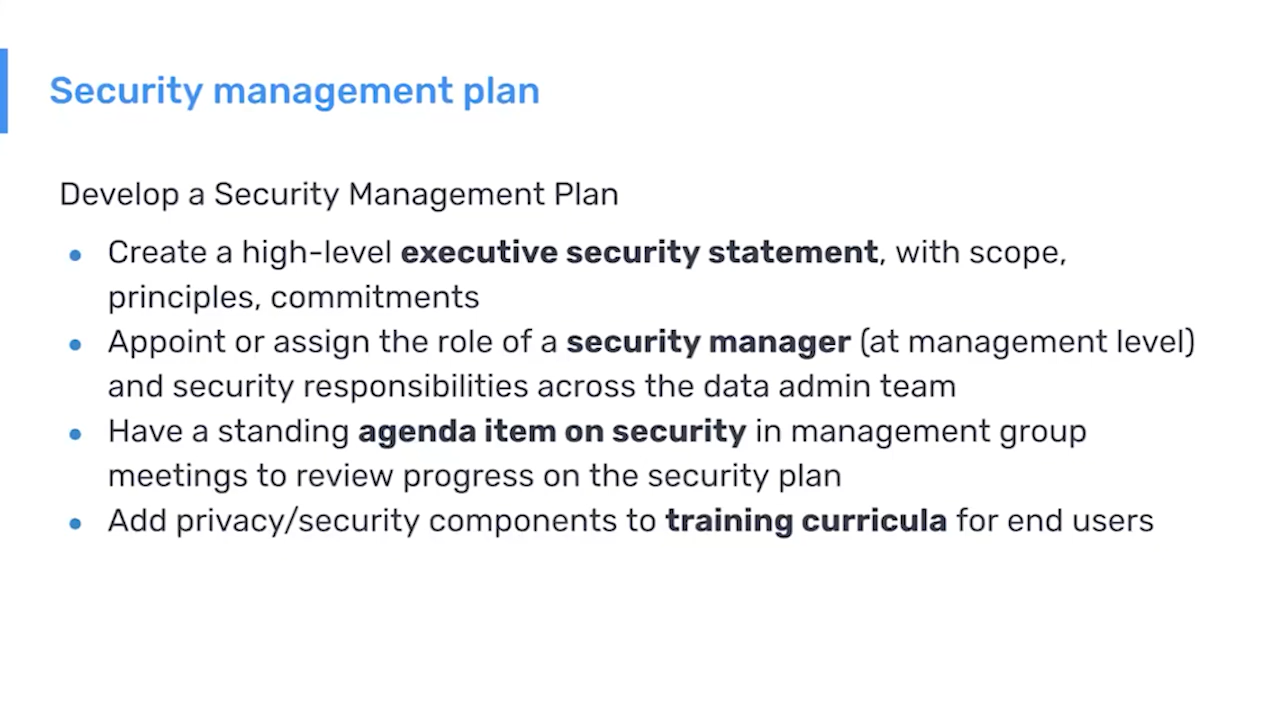 Security management plan
Develop a Security Management Plan
• Create a high-level executive security statement, with scope,
principles, commitments
• Appoint or assign the role of a security manager (at management level)
and security responsibilities across the data admin team
• Have a standing agenda item on security in management group
meetings to review progress on the security plan
• Add privacy/security components to training curricula for end users